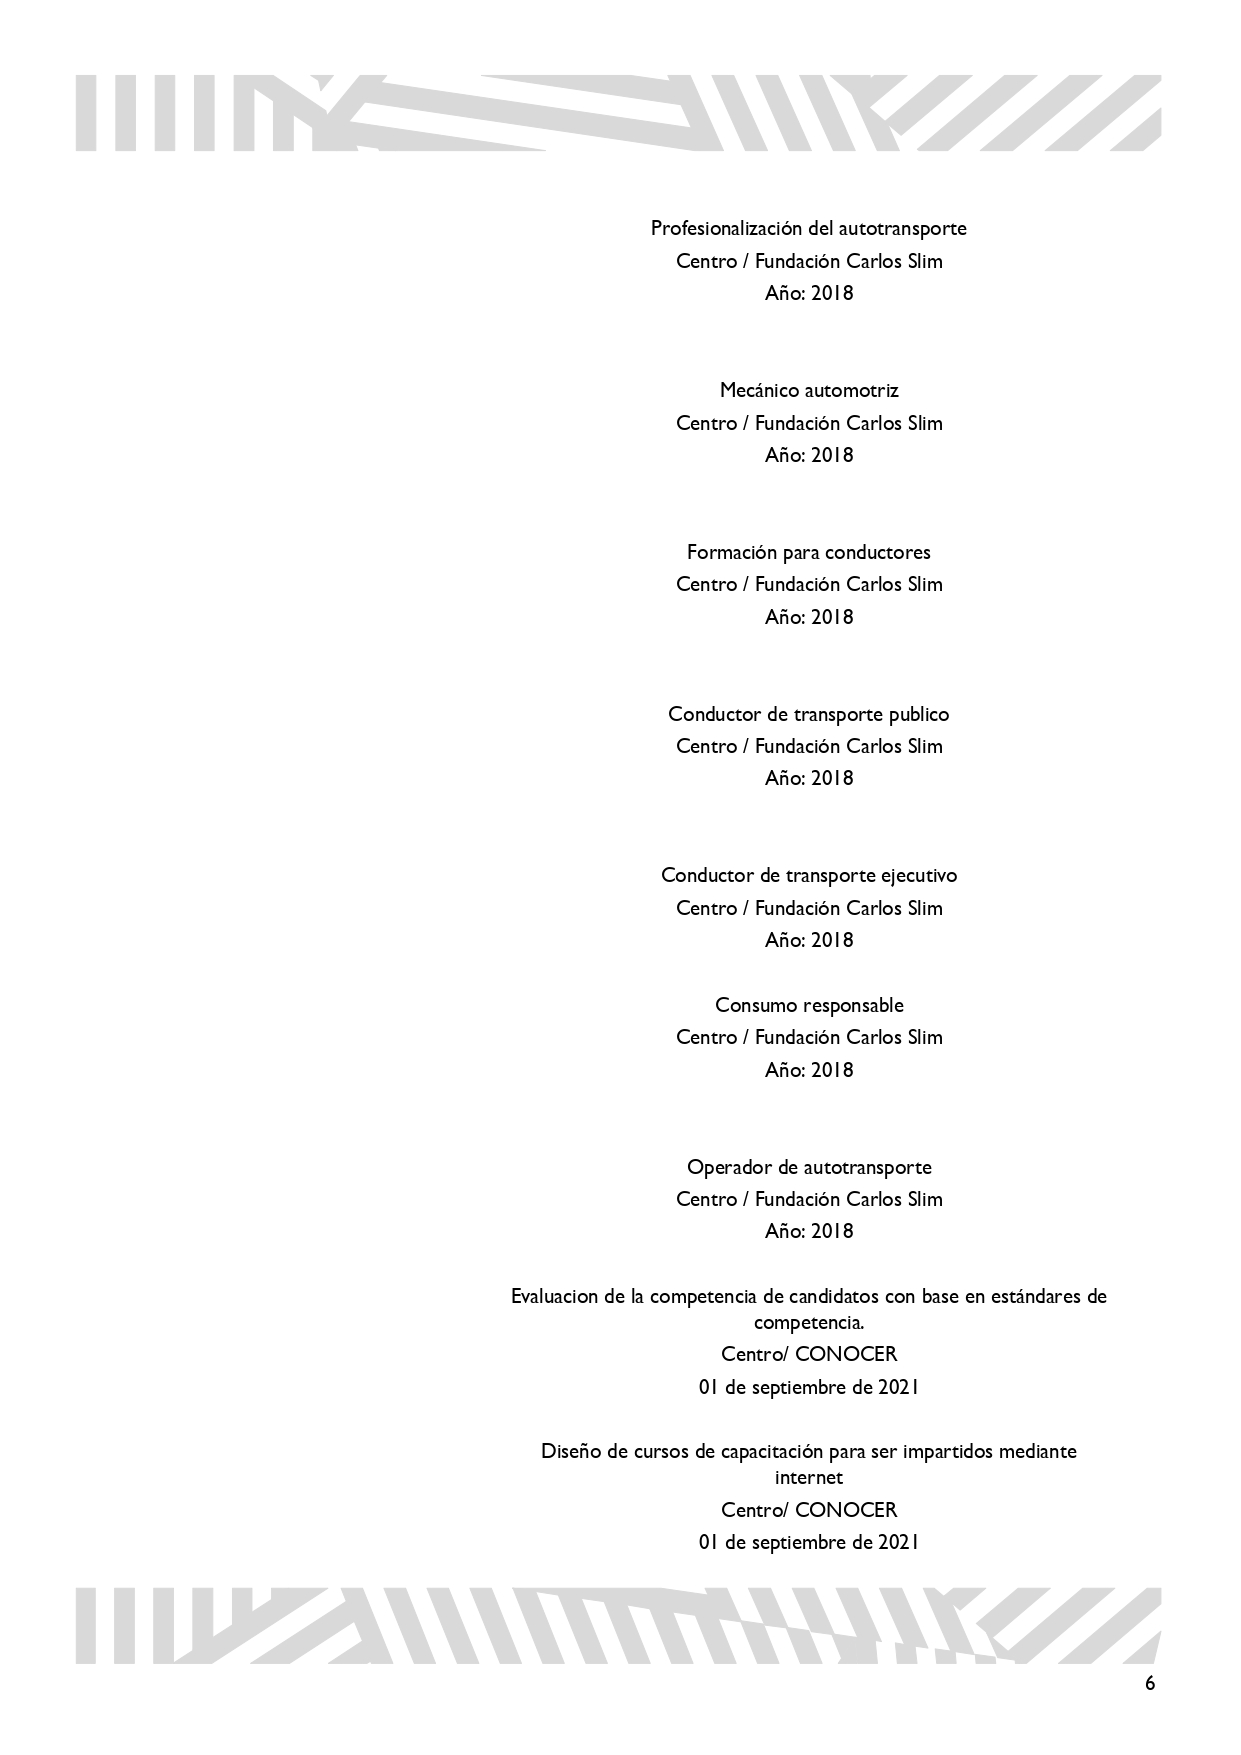 Profesionalización del autotransporte
Centro / Fundación Carlos Slim
Año: 2018
Mecánico automotriz
Centro / Fundación Carlos Slim
Año: 2018
Formación para conductores
Centro / Fundación Carlos Slim
Año: 2018
Conductor de transporte publico
Centro / Fundación Carlos Slim
Año: 2018
Conductor de transporte ejecutivo
Centro / Fundación Carlos Slim
Año: 2018
Consumo responsable
Centro / Fundación Carlos Slim
Año: 2018
Operador de autotransporte
Centro / Fundación Carlos Slim
Año: 2018
Evaluacion de la competencia de candidatos con base en estándares de
competencia.
Centro/ CONOCER
01 de septiembre de 2021
Diseño de cursos de capacitación para ser impartidos mediante
internet
Centro/ CONOCER
01 de septiembre de 2021
6